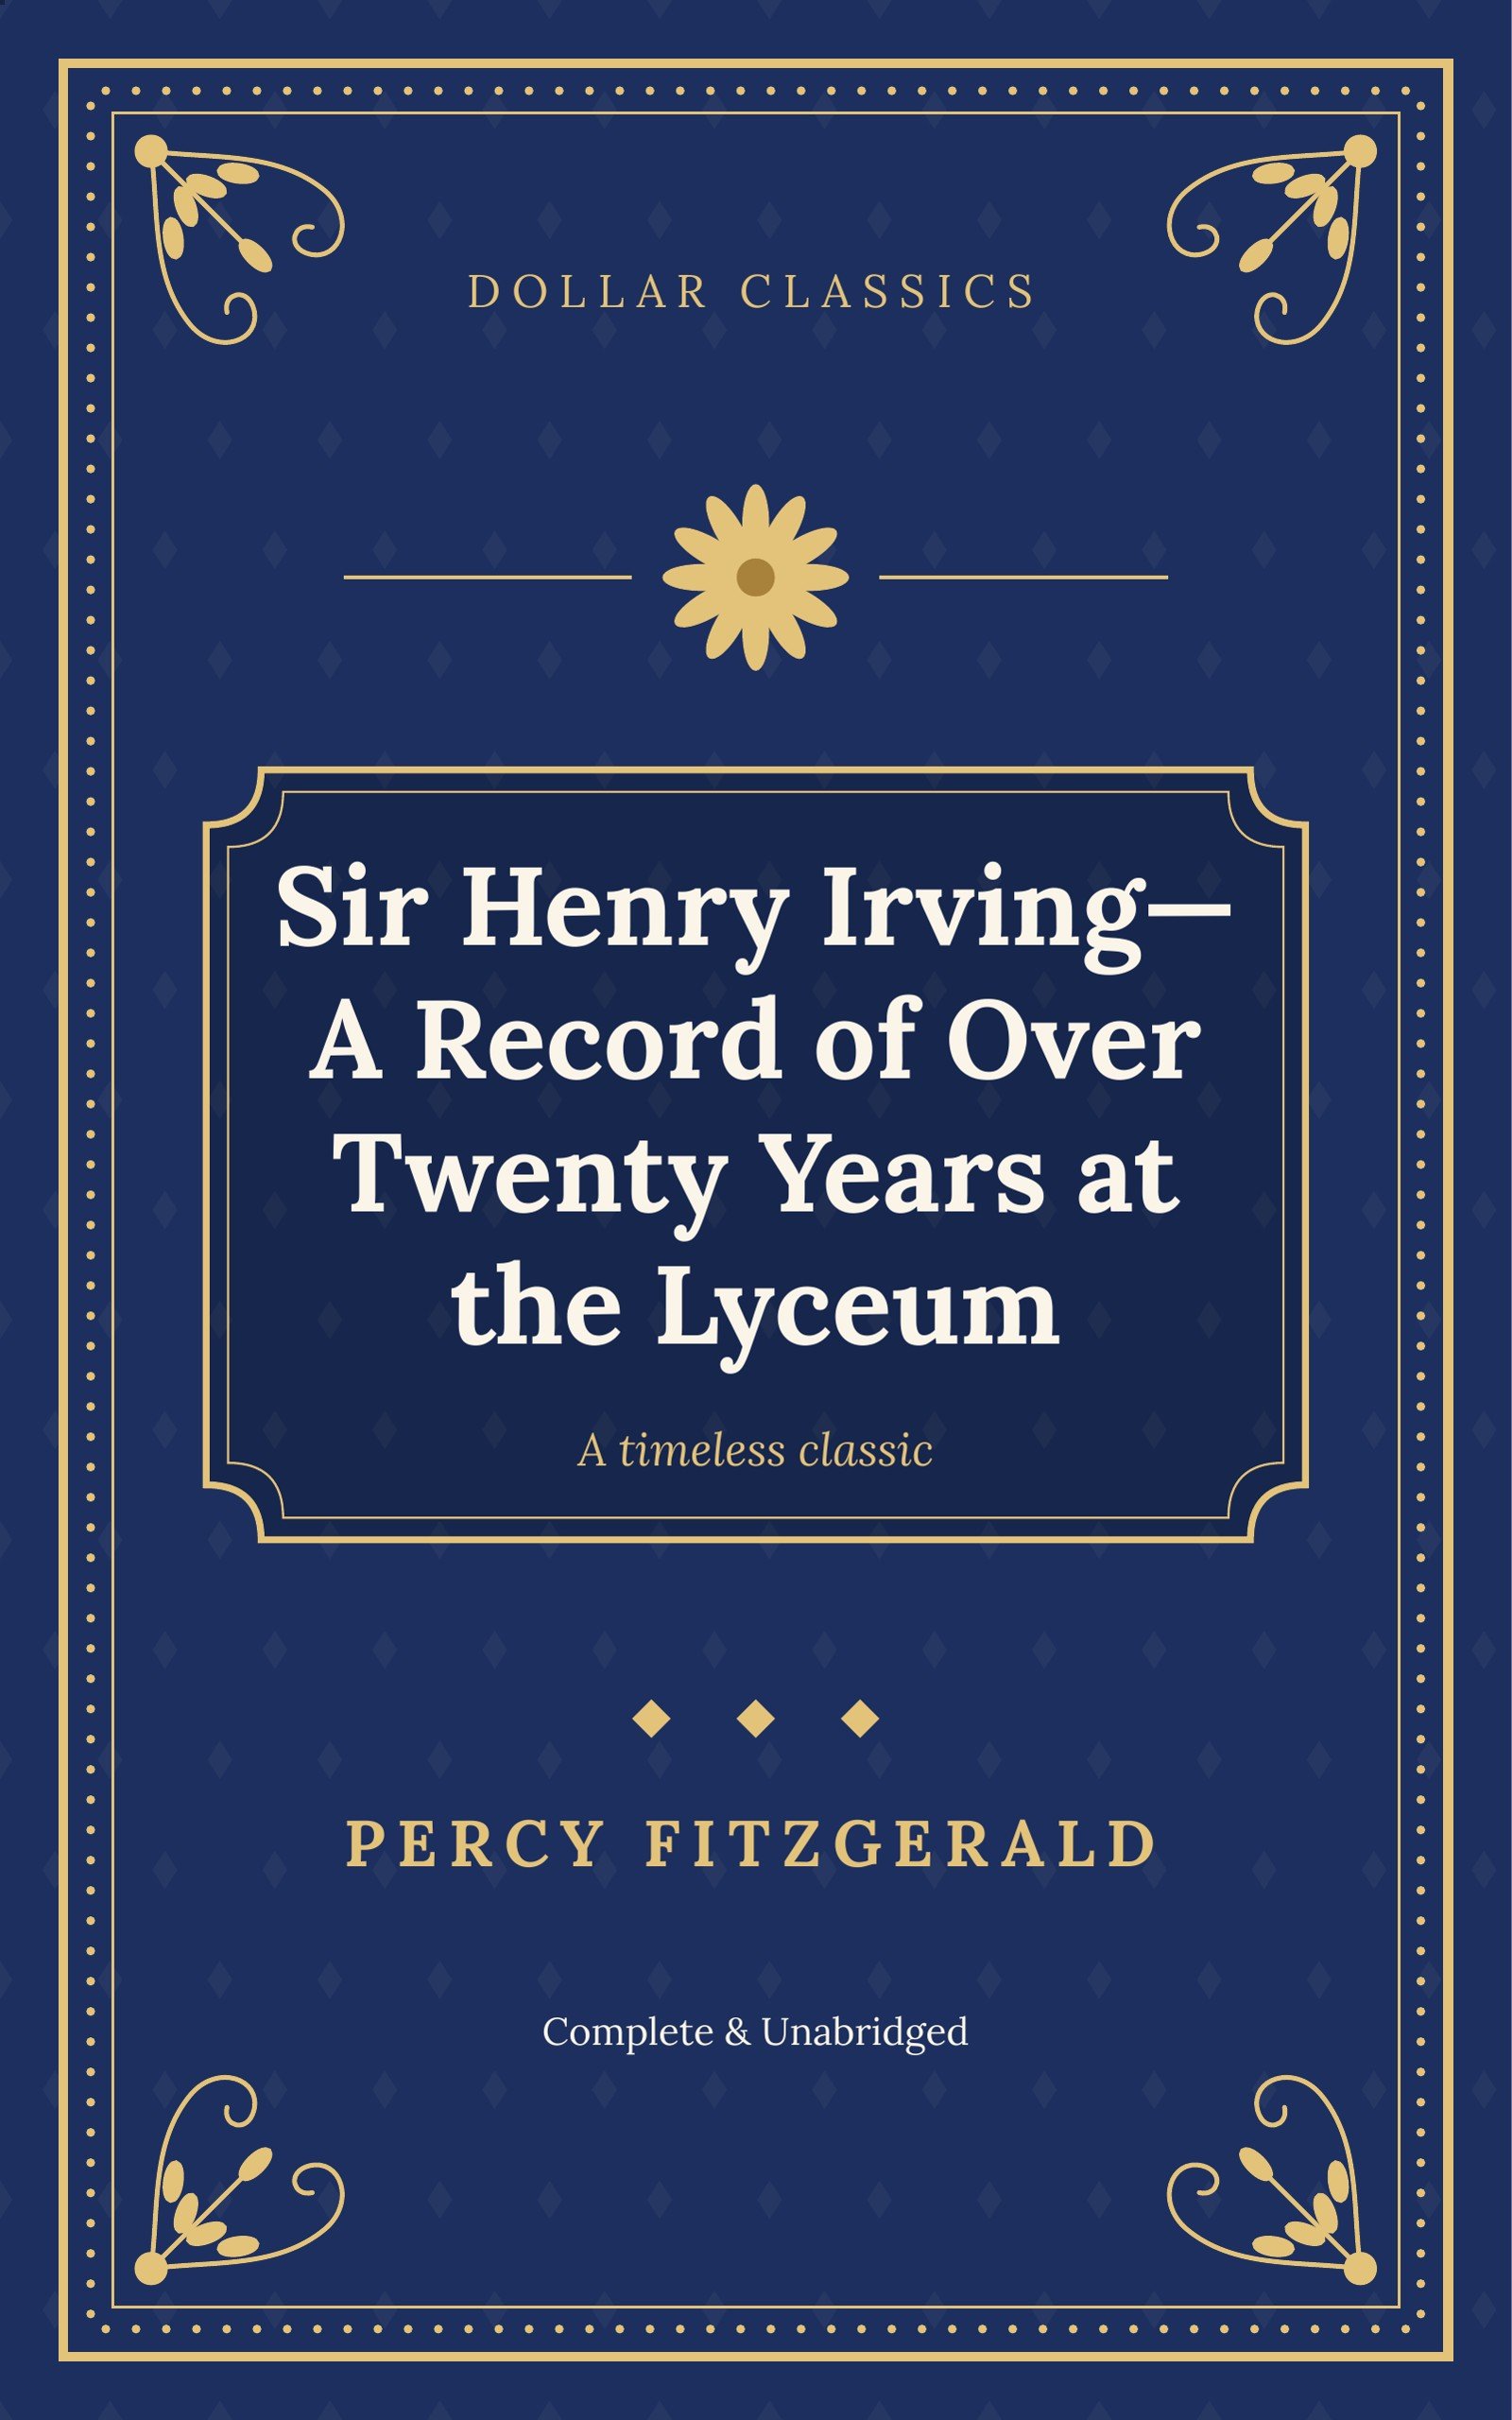 DOLLAR CLASSICS
Sir Henry Irving—
A Record of Over
Twenty Years at
the Lyceum
A timeless classic
PERCY FITZGERALD
Complete & Unabridged